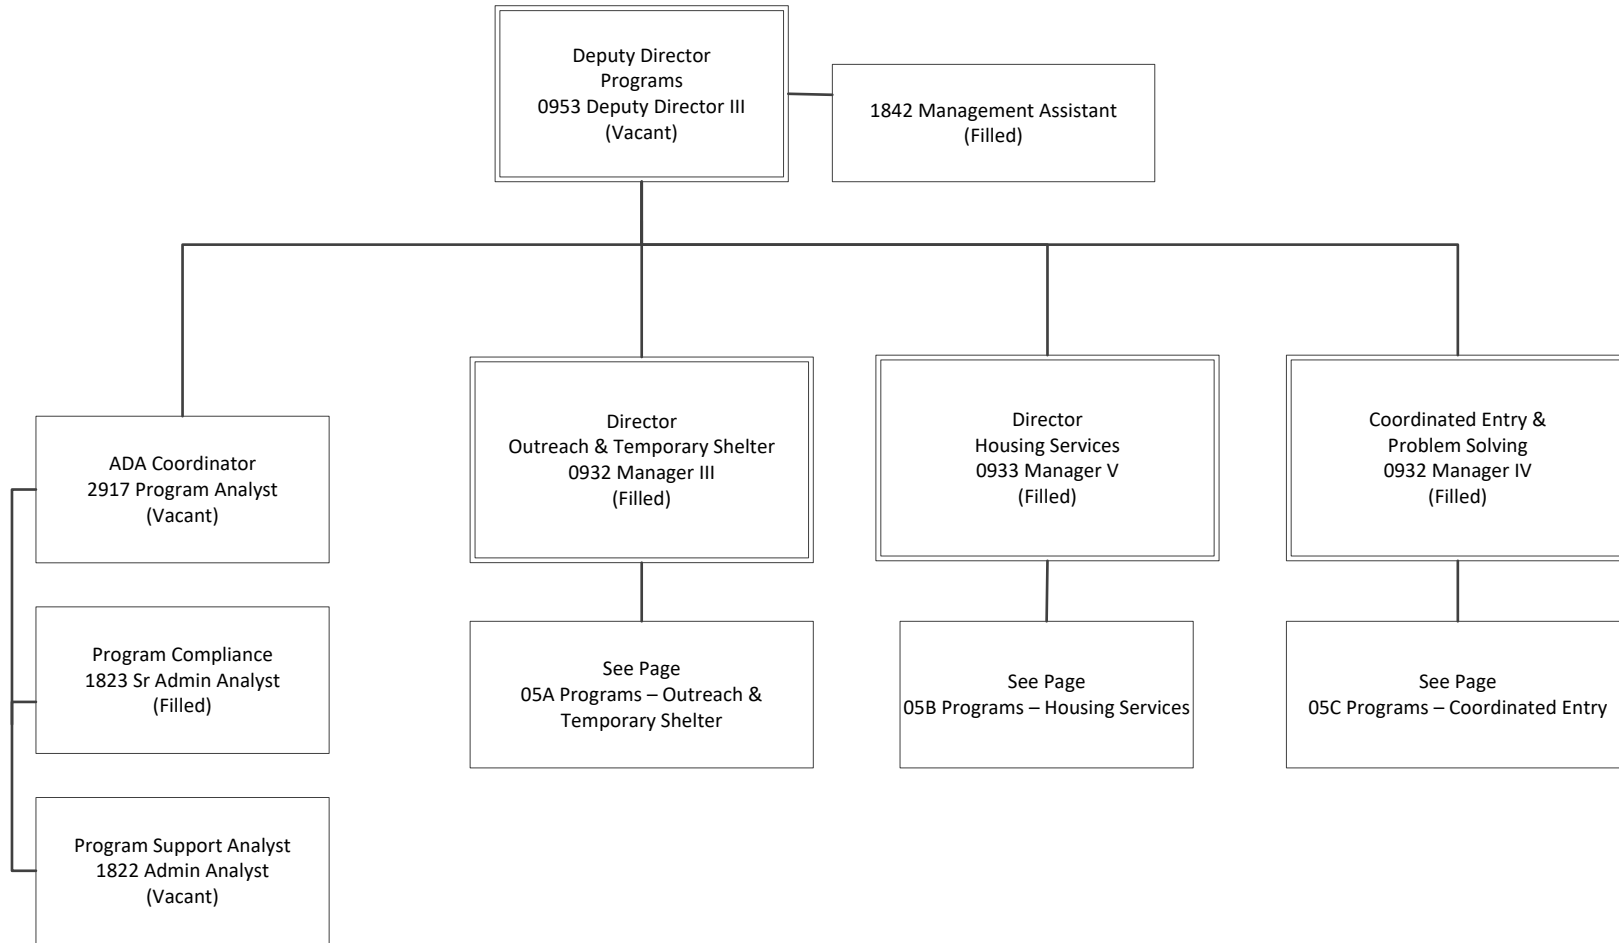 Deputy Director
Programs
0953 Deputy Director III
(Vacant)
1842 Management Assistant
(Filled)
ADA Coordinator
2917 Program Analyst
(Vacant)
Director
Outreach & Temporary Shelter
0932 Manager III
(Filled)
Director
Housing Services
0933 Manager V
(Filled)
Coordinated Entry &
Problem Solving
0932 Manager IV
(Filled)
Program Compliance
1823 Sr Admin Analyst
(Filled)
See Page
05A Programs – Outreach &
Temporary Shelter
See Page
05B Programs – Housing Services
See Page
05C Programs – Coordinated Entry
Program Support Analyst
1822 Admin Analyst
(Vacant)